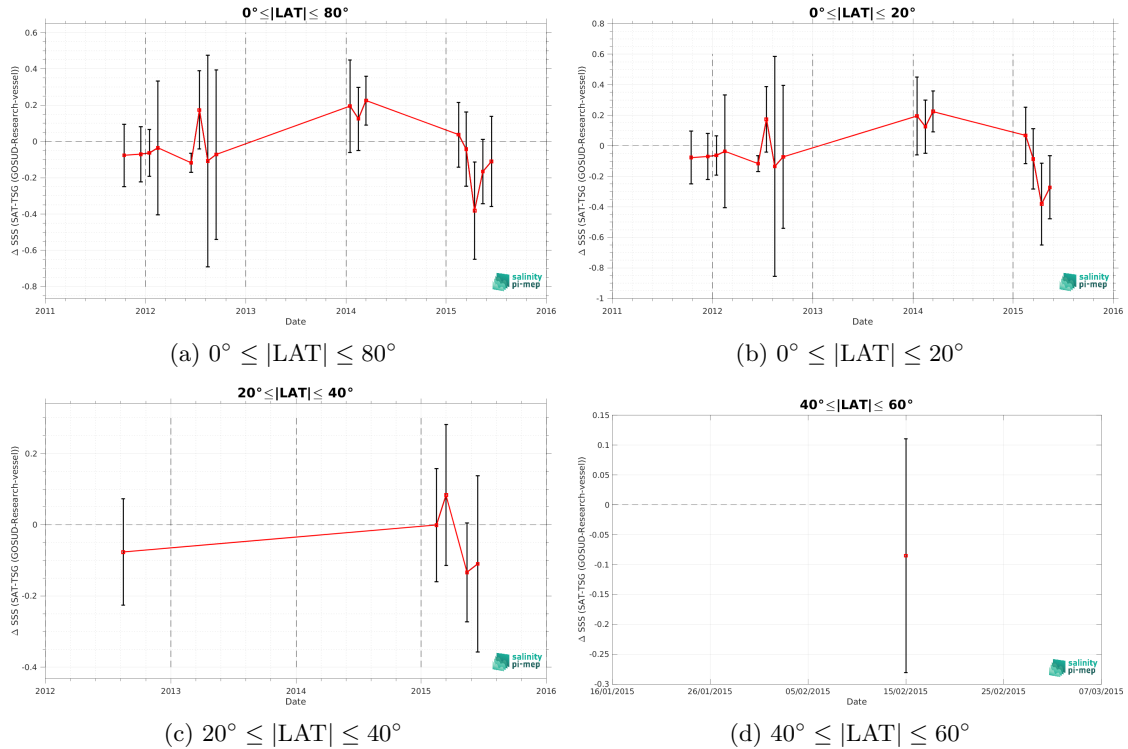 0°≤|LAT|≤ 80°
Δ SSS (SAT-TSG (GOSUD-Research-vessel))
0.6
0.4
0.2
0
-0.2
-0.4
-0.6
-0.8
2011 2012 2013 2014 2015 2016
Date
salinity
pi-mep
(a) 0° ≤ |LAT| ≤ 80°
0°≤|LAT|≤ 20°
Δ SSS (SAT-TSG (GOSUD-Research-vessel))
0.8
0.6
0.4
0.2
0
-0.2
-0.4
-0.6
-0.8
-1
2011 2012 2013 2014 2015 2016
Date
salinity
pi-mep
(b) 0° ≤ |LAT| ≤ 20°
20°≤|LAT|≤ 40°
Δ SSS (SAT-TSG (GOSUD-Research-vessel))
0.2
0
-0.2
-0.4
2012 2013 2014 2015 2016
Date
salinity
pi-mep
(c) 20° ≤ |LAT| ≤ 40°
40°≤|LAT|≤ 60°
Δ SSS (SAT-TSG (GOSUD-Research-vessel))
0.15
0.1
0.05
0
-0.05
-0.1
-0.15
-0.2
-0.25
-0.3
16/01/2015 26/01/2015 05/02/2015 15/02/2015 25/02/2015 07/03/2015
Date
salinity
pi-mep
(d) 40° ≤ |LAT| ≤ 60°